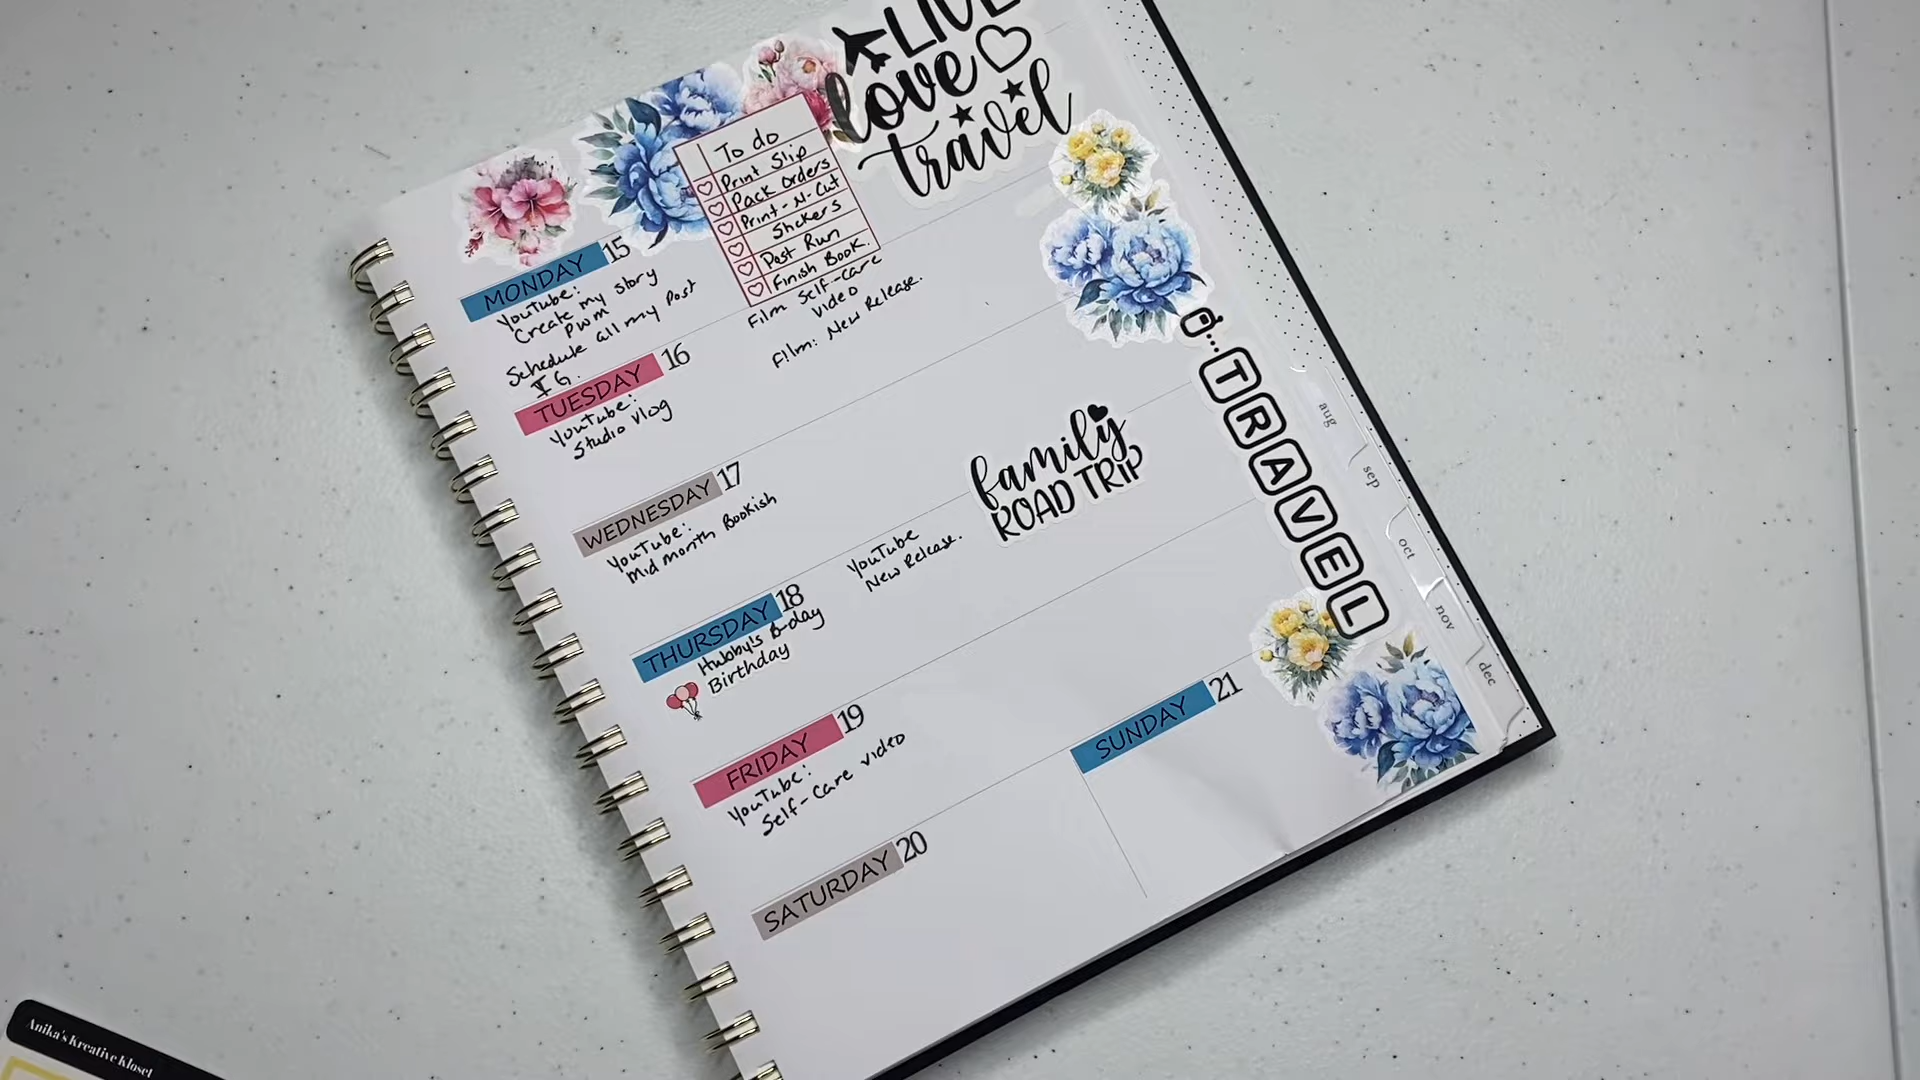 LIVE
love
travel
To do
Print Slip
Pack Orders
Print-N-Cut
Stickers
Post Run
Finish Book.
MONDAY 15
YouTube:
Create my story
PWM
Schedule all my Post
IG.
Film Self-Care
Video
Film: New Release.
TUESDAY 16
YouTube:
Studio Vlog
WEDNESDAY 17
YouTube:
Mid month Bookish
YouTube
New Release.
family
ROAD TRIP
THURSDAY 18
Hwoby's B-day
Birthday
FRIDAY 19
YouTube:
Self-Care Video
SATURDAY 20
SUNDAY 21
TRAVEL
aug
sep
oct
nov
dec
Anika's Kreative Kloset